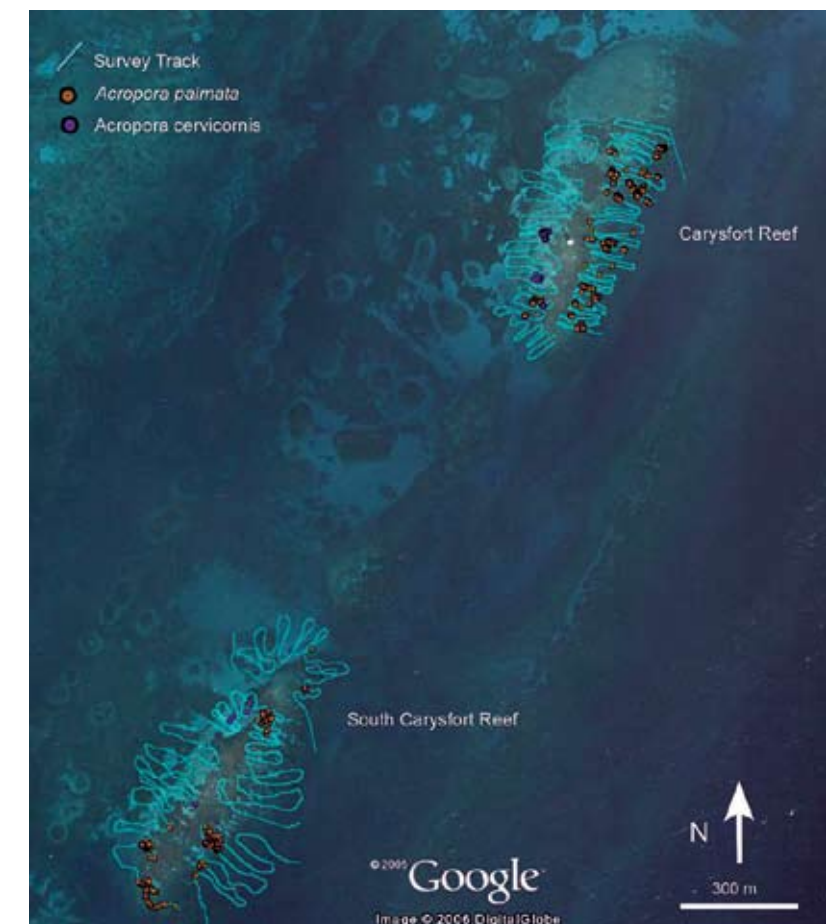 Survey Track
Acropora palmata
Acropora cervicornis
Carysfort Reef
South Carysfort Reef
N
300 m
© 2005 Google
Image © 2006 DigitalGlobe